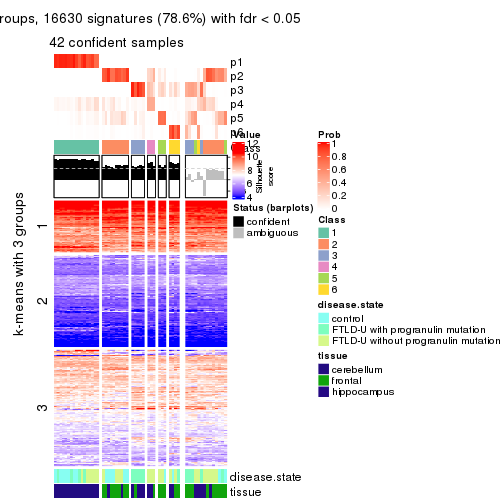 roups, 16630 signatures (78.6%) with fdr < 0.05
42 confident samples
p1
p2
p3
p4
p5
p6
Class
k-means with 3 groups
1
2
3
Value
12
10
8
6
4
Silhouette
score
Status (barplots)
confident
ambiguous
Prob
1
0.8
0.6
0.4
0.2
0
Class
1
2
3
4
5
6
disease.state
control
FTLD-U with progranulin mutation
FTLD-U without progranulin mutation
tissue
cerebellum
frontal
hippocampus
disease.state
tissue